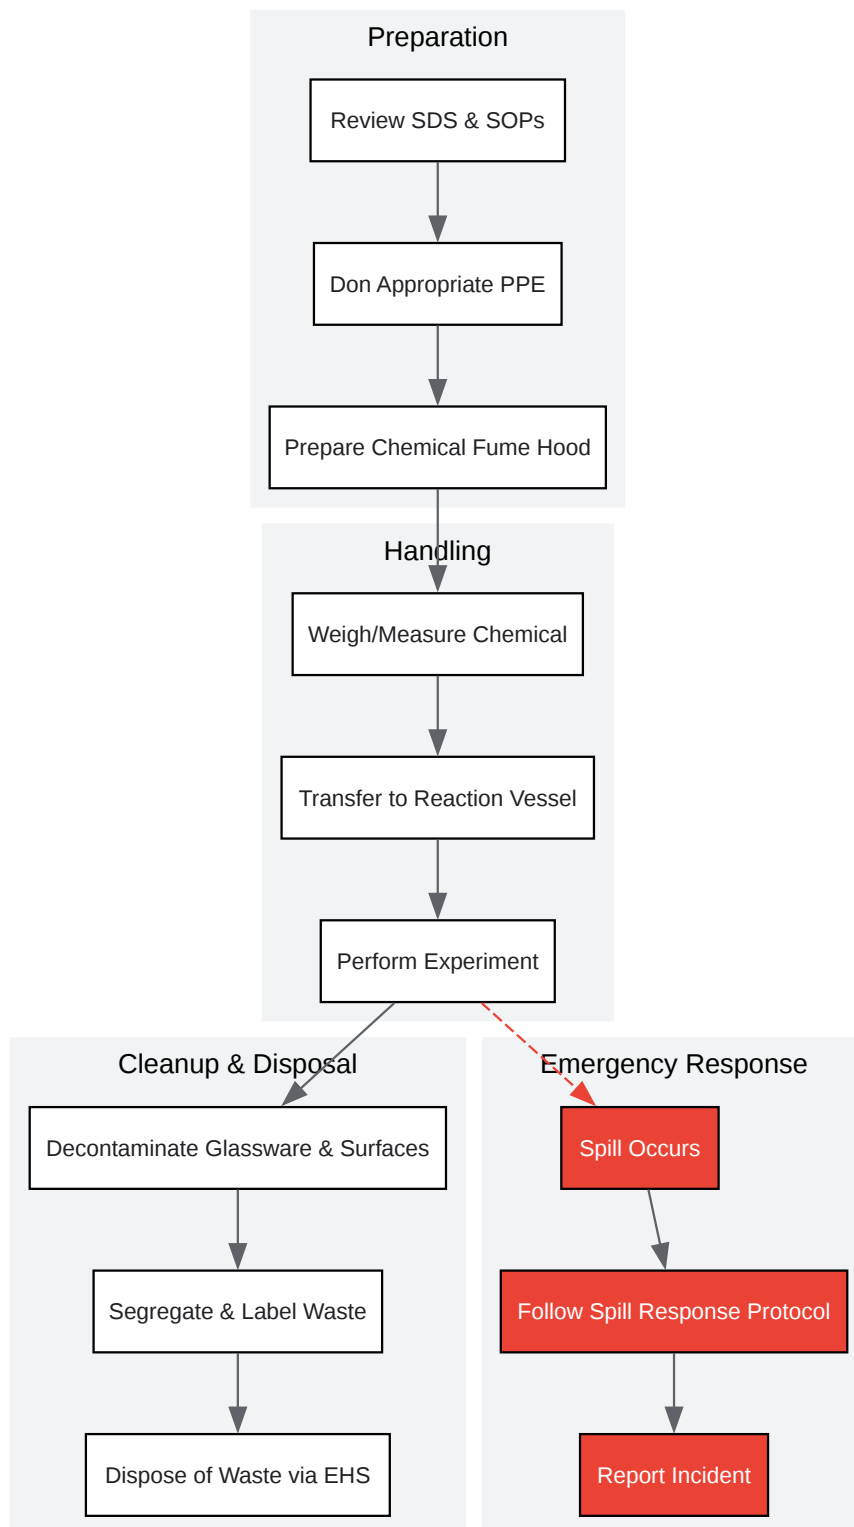 Preparation
Review SDS & SOPs
Don Appropriate PPE
Prepare Chemical Fume Hood
Handling
Weigh/Measure Chemical
Transfer to Reaction Vessel
Perform Experiment
Cleanup & Disposal
Decontaminate Glassware & Surfaces
Segregate & Label Waste
Dispose of Waste via EHS
Emergency Response
Spill Occurs
Follow Spill Response Protocol
Report Incident